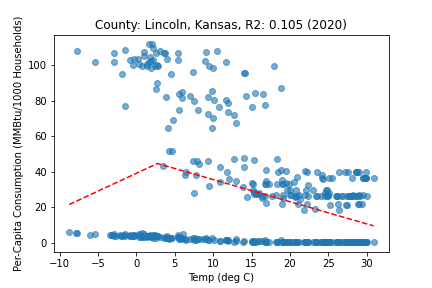 County: Lincoln, Kansas, R2: 0.105 (2020)
Per-Capita Consumption (MMBtu/1000 Households)
100
80
60
40
20
0
−10 −5 0 5 10 15 20 25 30
Temp (deg C)